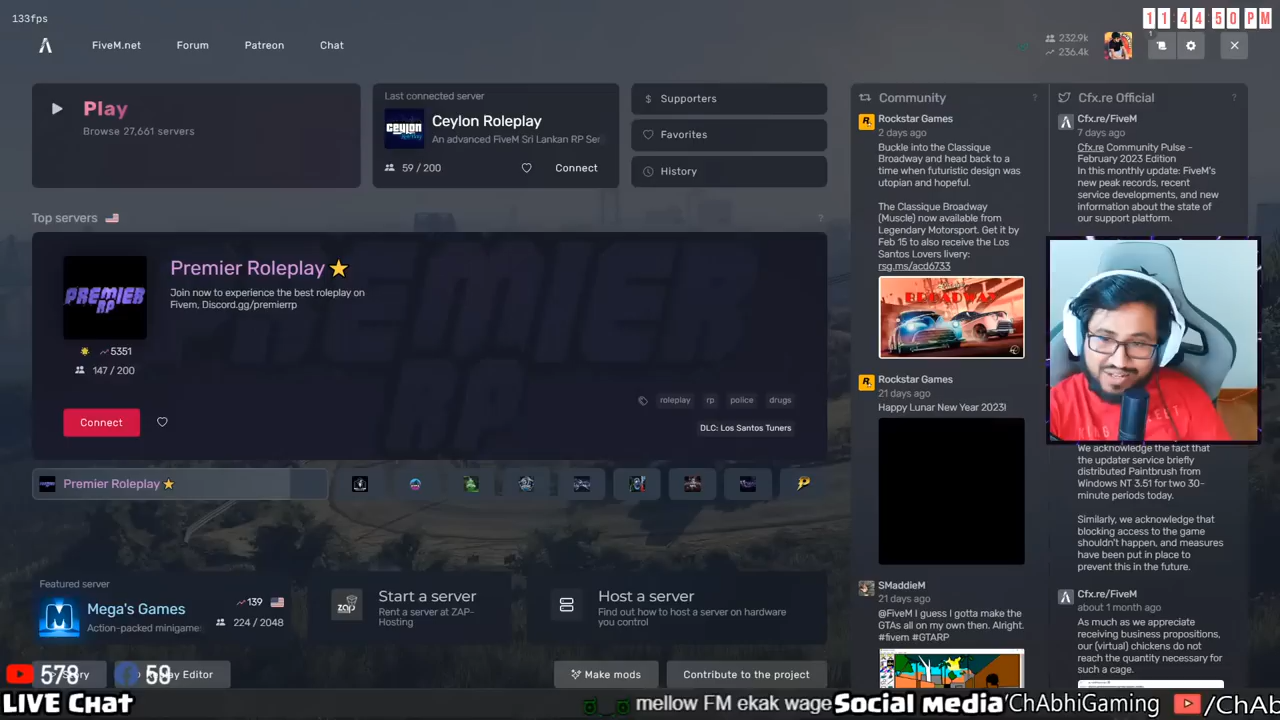 133fps
11 44 50 PM
FiveM.net
Forum
Patreon
Chat
232.9k
236.4k
1
Play
Browse 27,661 servers
Last connected server
Ceylon Roleplay
An advanced FiveM Sri Lankan RP Ser
59 / 200
Connect
Supporters
Favorites
History
Top servers
?
PREMIER RP
Premier Roleplay
Join now to experience the best roleplay on
Fivem, Discord.gg/premierrp
5351
147 / 200
Connect
roleplay
rp
police
drugs
DLC: Los Santos Tuners
Premier Roleplay
Featured server
Mega's Games
Action-packed minigame
139
224 / 2048
ZAP
Start a server
Rent a server at ZAP-
Hosting
Host a server
Find out how to host a server on hardware
you control
Make mods
Contribute to the project
Community
?
Rockstar Games
2 days ago
Buckle into the Classique
Broadway and head back to a
time when futuristic design was
utopian and hopeful.
The Classique Broadway
(Muscle) now available from
Legendary Motorsport. Get it by
Feb 15 to also receive the Los
Santos Lovers livery:
rsg.ms/acd6733
BROADWAY
Rockstar Games
21 days ago
Happy Lunar New Year 2023!
SMaddieM
21 days ago
@FiveM I guess I gotta make the
GTAs all on my own then. Alright.
#fivem #GTARP
Cfx.re Official
?
Cfx.re/FiveM
7 days ago
Cfx.re Community Pulse -
February 2023 Edition
In this monthly update: FiveM's
new peak records, recent
service developments, and new
information about the state of
our support platform.
We acknowledge the fact that
the updater service briefly
distributed Paintbrush from
Windows NT 3.51 for two 30-
minute periods today.
Similarly, we acknowledge that
blocking access to the game
shouldn't happen, and measures
have been put in place to
prevent this in the future.
Cfx.re/FiveM
about 1 month ago
As much as we appreciate
receiving business propositions,
our (virtual) chickens do not
reach the quantity necessary for
such a cage.
578
Editor
LIVE Chat
mellow FM ekak wage
Social Media
/ChAbhiGaming
/ChAb